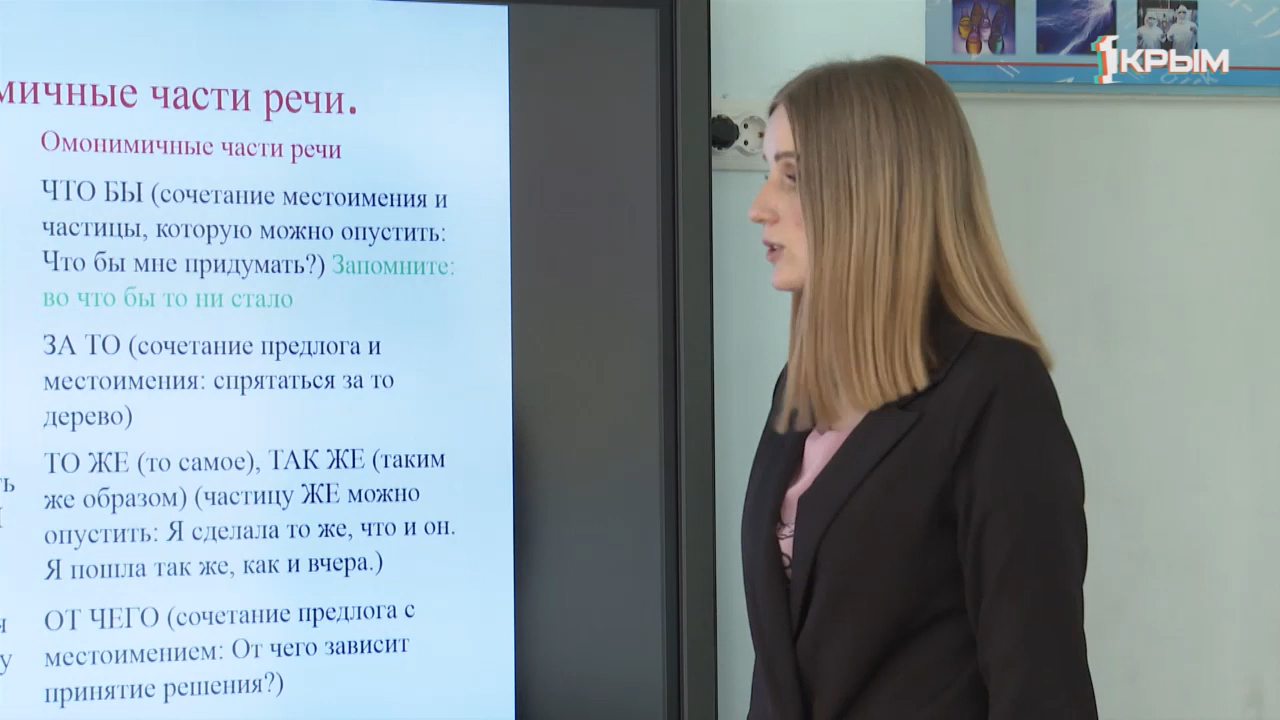 мичные части речи.
Омонимичные части речи
ЧТО БЫ (сочетание местоимения и
частицы, которую можно опустить:
Что бы мне придумать?) Запомните:
во что бы то ни стало
ЗА ТО (сочетание предлога и
местоимения: спрятаться за то
дерево)
ТО ЖЕ (то самое), ТАК ЖЕ (таким
же образом) (частицу ЖЕ можно
опустить: Я сделала то же, что и он.
Я пошла так же, как и вчера.)
ОТ ЧЕГО (сочетание предлога с
местоимением: От чего зависит
принятие решения?)
1 КРЫМ